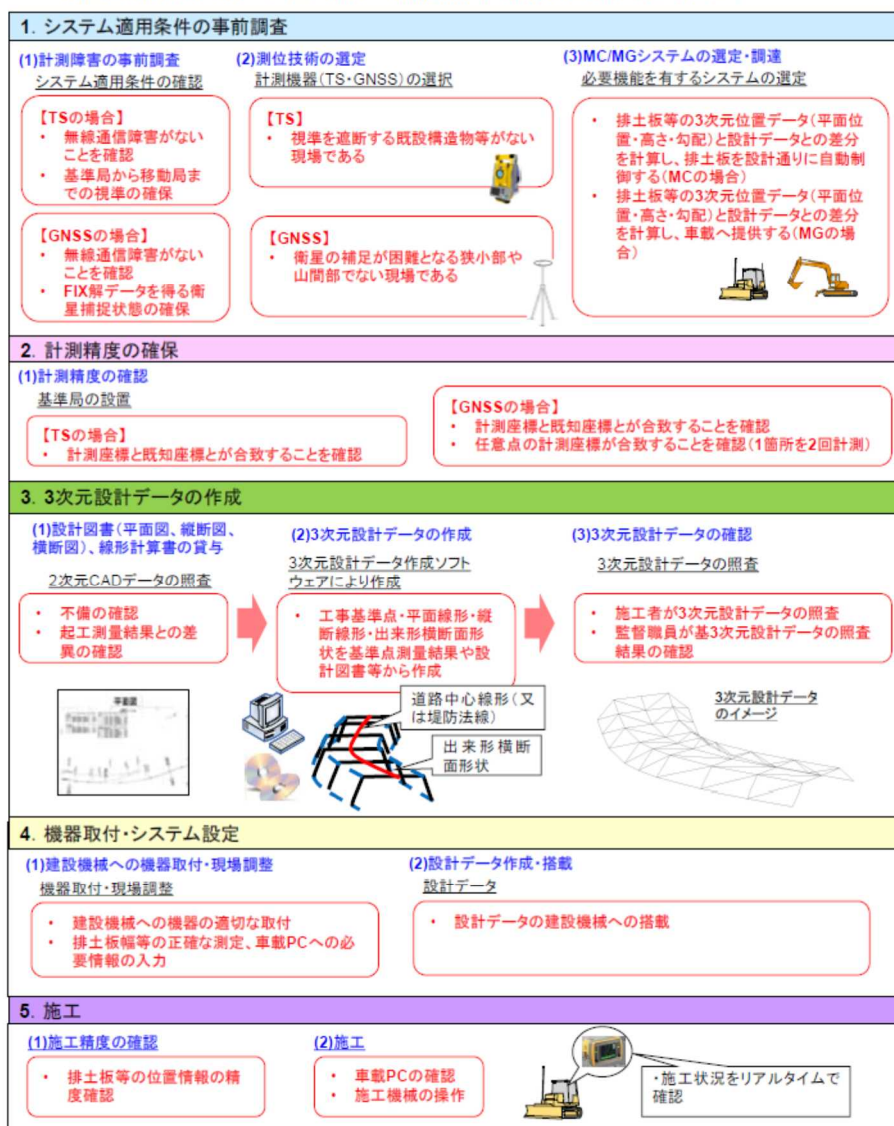 1. システム適用条件の事前調査
(1)計測障害の事前調査
システム適用条件の確認
【TSの場合】
・ 無線通信障害がない
ことを確認
・ 基準局から移動局ま
での視準の確保
【GNSSの場合】
・ 無線通信障害がない
ことを確認
・ FIX解データを得る衛
星捕捉状態の確保
(2)測位技術の選定
計測機器(TS・GNSS)の選択
【TS】
・ 視準を遮断する既設構造物等がない
現場である
【GNSS】
・ 衛星の補足が困難となる狭小部や
山間部でない現場である
(3)MC/MGシステムの選定・調達
必要機能を有するシステムの選定
・ 排土板等の3次元位置データ(平面位
置・高さ・勾配)と設計データとの差分
を計算し、排土板を設計通りに自動制
御する(MCの場合)
・ 排土板等の3次元位置データ(平面位
置・高さ・勾配)と設計データとの差分
を計算し、車載へ提供する(MGの場
合)
2. 計測精度の確保
(1)計測精度の確認
基準局の設置
【TSの場合】
・ 計測座標と既知座標とが合致することを確認
【GNSSの場合】
・ 計測座標と既知座標とが合致することを確認
・ 任意点の計測座標が合致することを確認(1箇所を2回計測)
3. 3次元設計データの作成
(1)設計図書(平面図、縦断図、
横断図)、線形計算書の貸与
2次元CADデータの照査
・ 不備の確認
・ 起工測量結果との差
異の確認
平面図
(2)3次元設計データの作成
3次元設計データ作成ソフト
ウェアにより作成
・ 工事基準点・平面線形・縦
断線形・出来形横断面形
状を基準点測量結果や設
計図書等から作成
道路中心線形(又
は堤防法線)
出来形横断
面形状
(3)3次元設計データの確認
3次元設計データの照査
・ 施工者が3次元設計データの照査
・ 監督職員が基3次元設計データの照査
結果の確認
3次元設計データ
のイメージ
4. 機器取付・システム設定
(1)建設機械への機器取付・現場調整
機器取付・現場調整
・ 建設機械への機器の適切な取付
・ 排土板幅等の正確な測定、車載PCへの必
要情報の入力
(2)設計データ作成・搭載
設計データ
・ 設計データの建設機械への搭載
5. 施工
(1)施工精度の確認
・ 排土板等の位置情報の精
度確認
(2)施工
・ 車載PCの確認
・ 施工機械の操作
・施工状況をリアルタイムで
確認